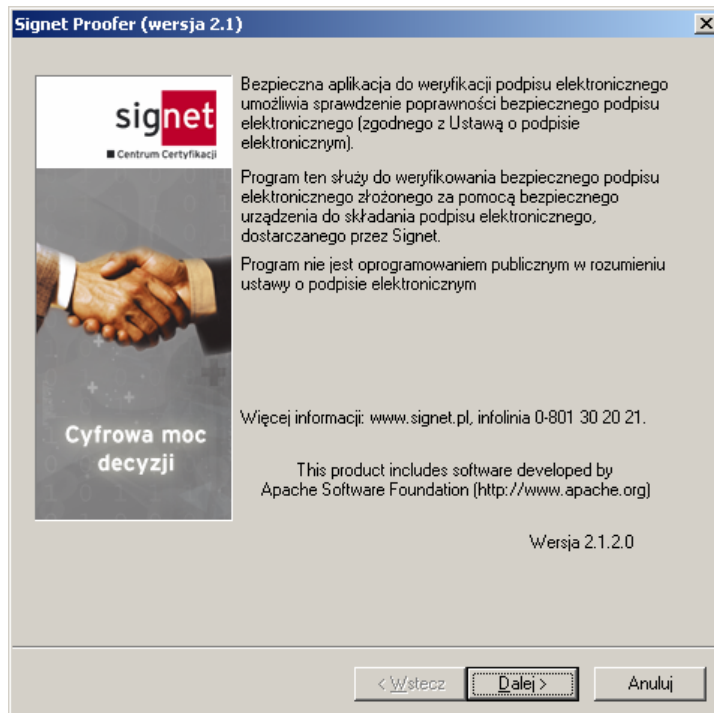 Signet Proofer (wersja 2.1)
signet
Centrum Certyfikacji
Bezpieczna aplikacja do weryfikacji podpisu elektronicznego
umożliwia sprawdzenie poprawności bezpiecznego podpisu
elektronicznego (zgodnego z Ustawą o podpisie
elektronicznym).
Program ten służy do weryfikowania bezpiecznego podpisu
elektronicznego złożonego za pomocą bezpiecznego
urządzenia do składania podpisu elektronicznego,
dostarczanego przez Signet.
Program nie jest oprogramowaniem publicznym w rozumieniu
ustawy o podpisie elektronicznym
Cyfrowa moc
decyzji
Więcej informacji: www.signet.pl, infolinia 0-801 30 20 21.
This product includes software developed by
Apache Software Foundation (http://www.apache.org)
Wersja 2.1.2.0
< Wstecz
Dalej >
Anuluj